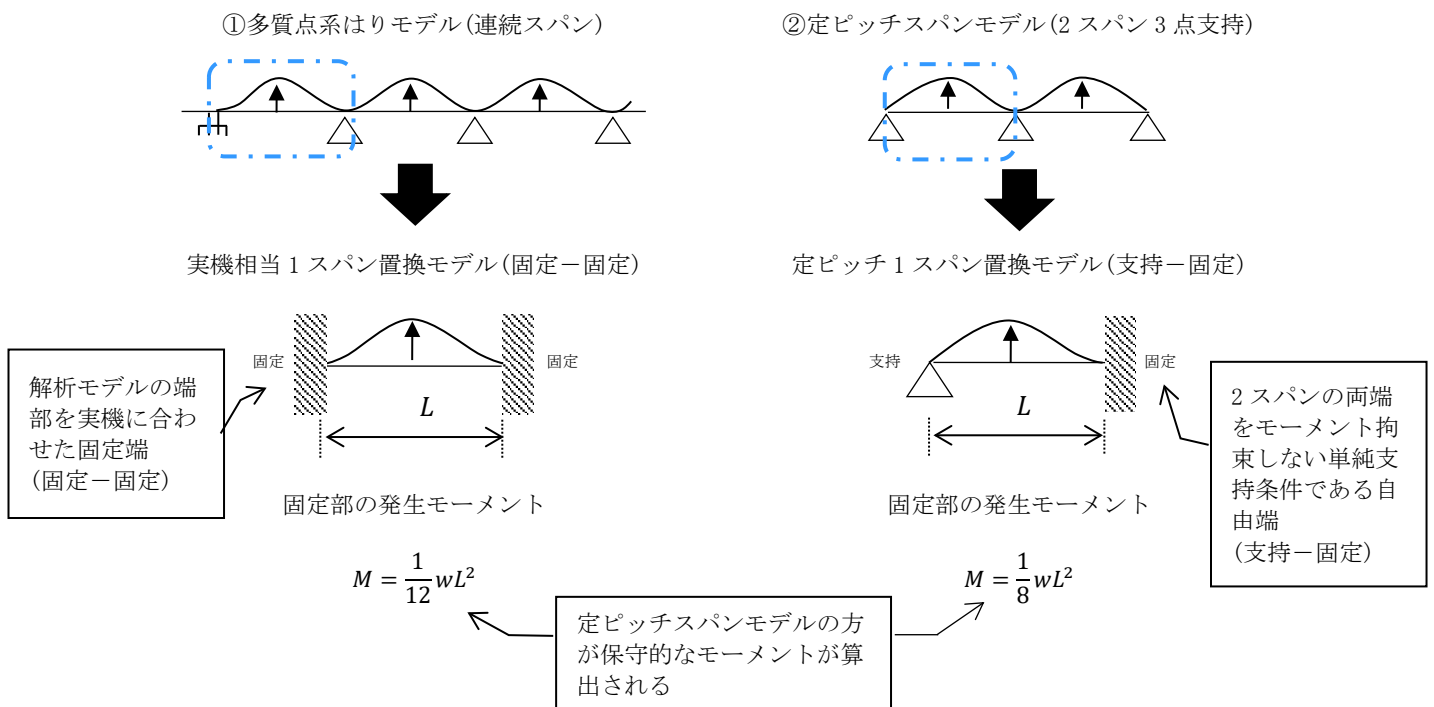 ①多質点系はりモデル(連続スパン)
②定ピッチスパンモデル(2 スパン 3 点支持)
実機相当 1 スパン置換モデル(固定－固定)
定ピッチ 1 スパン置換モデル(支持－固定)
解析モデルの端
部を実機に合わ
せた固定端
(固定－固定)
固定
固定
L
支持
固定
L
2 スパンの両端
をモーメント拘
束しない単純支
持条件である自
由端
(支持－固定)
固定部の発生モーメント
固定部の発生モーメント
M = 1/12 wL²
M = 1/8 wL²
定ピッチスパンモデルの方
が保守的なモーメントが算
出される